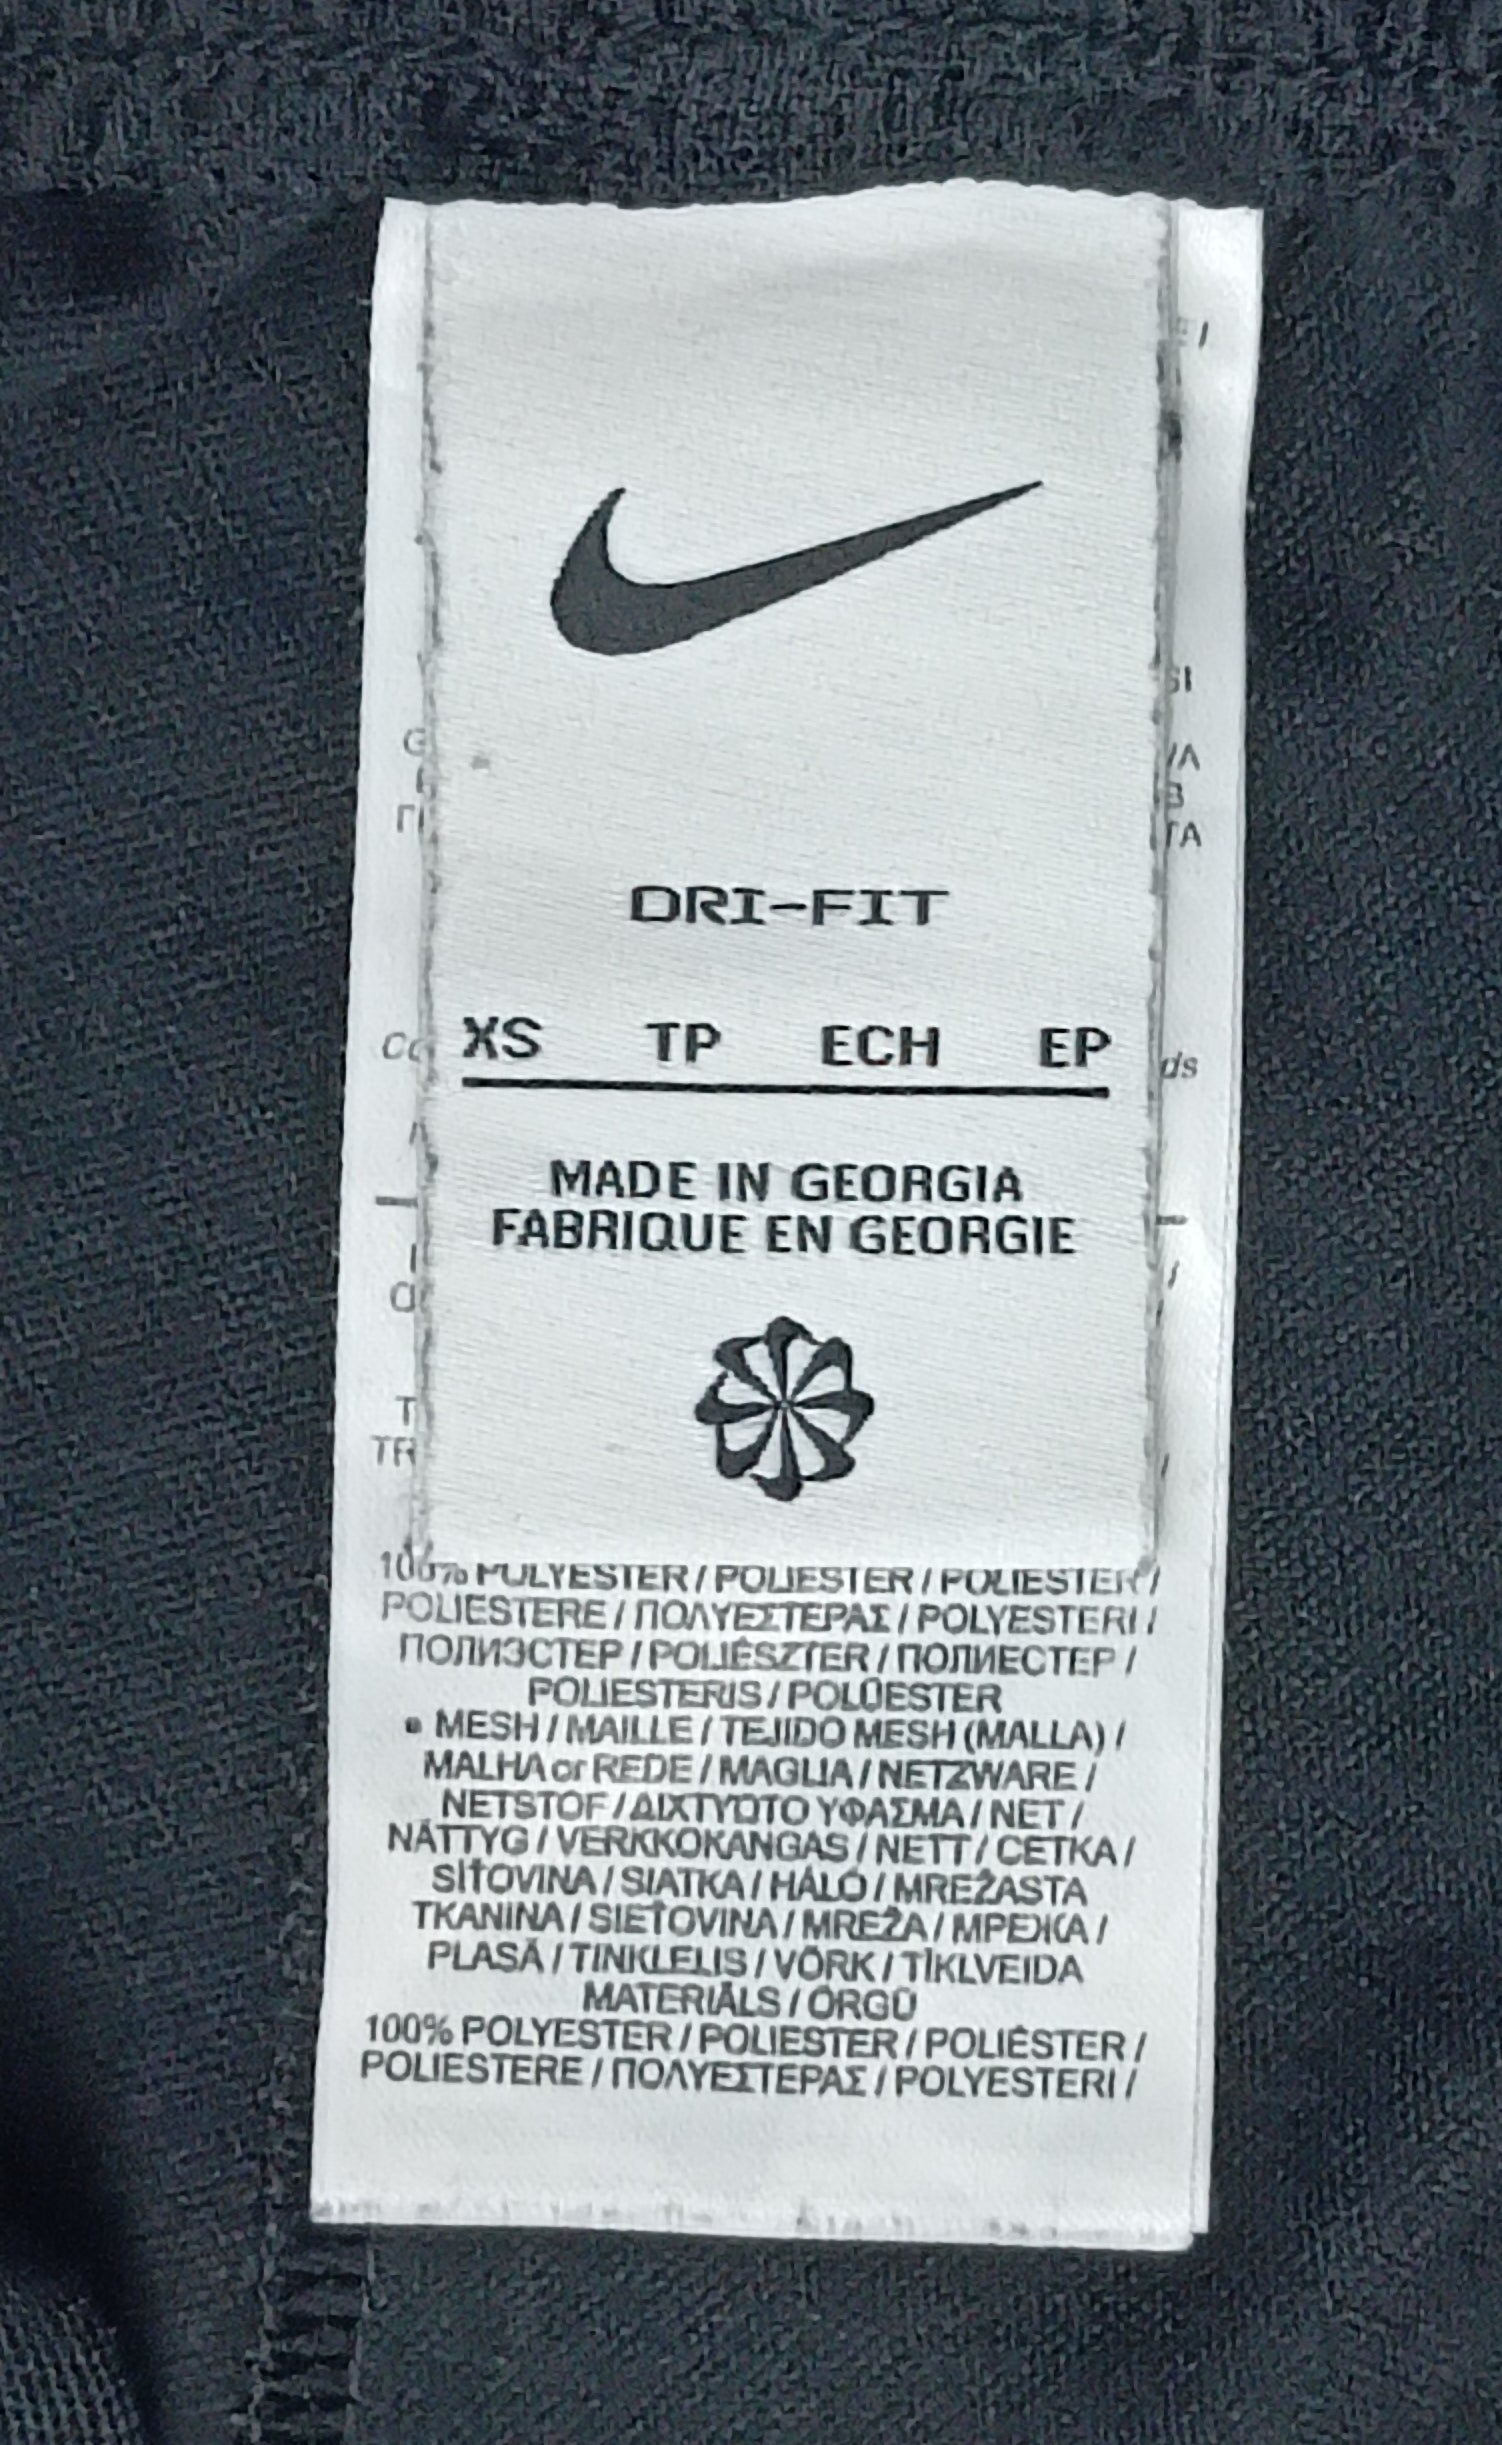 DRI-FIT
XS TP ECH EP
MADE IN GEORGIA
FABRIQUE EN GEORGIE
100% POLYESTER / POLIESTER / POLIESTER /
POLIESTERE / ΠΟΛΥΕΣΤΕΡΑΣ / POLYESTERI /
ПОЛИЭСТЕР / POLIÉSZTER / ПОЛИЕСТЕР /
POLIESTERIS / POLÜESTER
MESH / MAILLE / TEJIDO MESH (MALLA) /
MALHA or REDE / MAGLIA / NETZWARE /
NETSTOF / ΔΙΧΤΥΩΤΟ ΥΦΑΣΜΑ / NET /
NÄTTYG / VERKKOKANGAS / NETT / СЕТКА /
SÍŤOVINA / SIATKA / HÁLÓ / MREŽASTA
TKANINA / SIEŤOVINA / MREŽA / МРЕЖА /
PLASĂ / TINKLELIS / VÕRK / TĪKLVEIDA
MATERIĀLS / ÖRGÜ
100% POLYESTER / POLIESTER / POLIÉSTER /
POLIESTERE / ΠΟΛΥΕΣΤΕΡΑΣ / POLYESTERI /